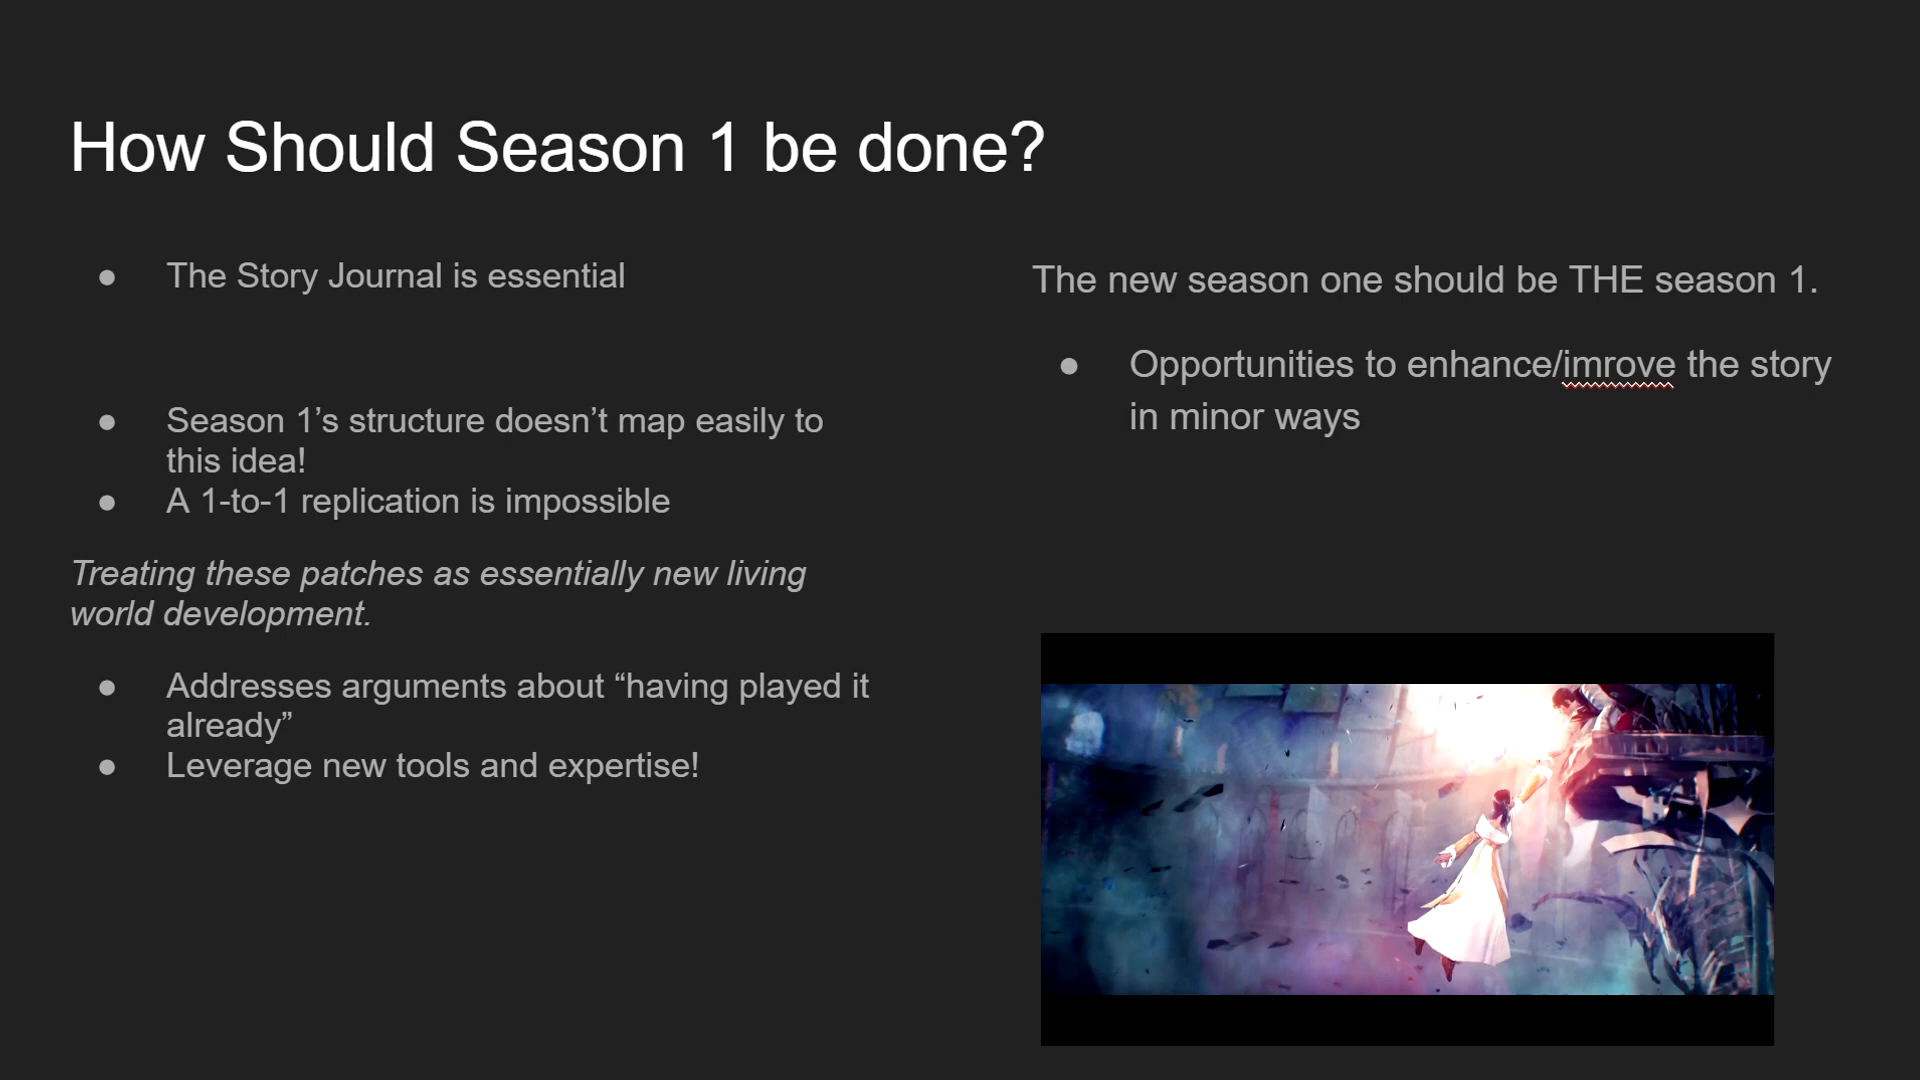 How Should Season 1 be done?
● The Story Journal is essential
● Season 1’s structure doesn’t map easily to
this idea!
● A 1-to-1 replication is impossible
Treating these patches as essentially new living
world development.
● Addresses arguments about “having played it
already”
● Leverage new tools and expertise!
The new season one should be THE season 1.
● Opportunities to enhance/imrove the story
in minor ways